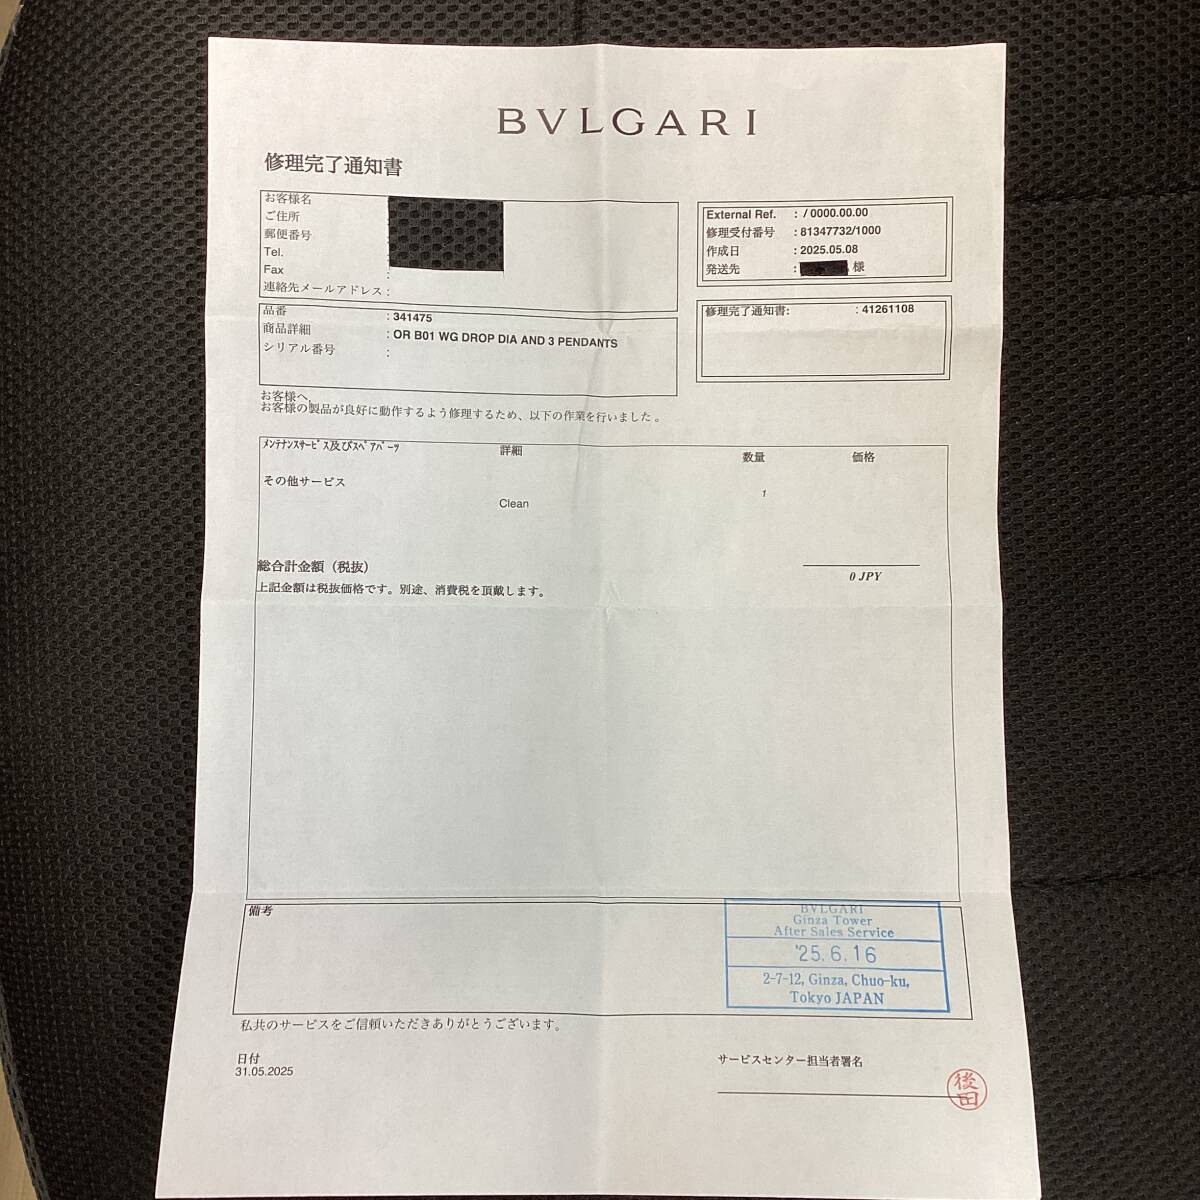 BVLGARI
修理完了通知書
お客様名
ご住所
郵便番号
Tel.
Fax :
連絡先メールアドレス :
External Ref. : / 0000.00.00
修理受付番号 : 81347732/1000
作成日 : 2025.05.08
発送先 : 様
品番 : 341475
商品詳細 : OR B01 WG DROP DIA AND 3 PENDANTS
シリアル番号 :
修理完了通知書: : 41261108
お客様へ,
お客様の製品が良好に動作するよう修理するため、以下の作業を行いました。
ﾒﾝﾃﾅﾝｽｻｰﾋﾞｽ及びｽﾍﾟｱﾊﾟｰﾂ 詳細 数量 価格
その他サービス
Clean 1
総合計金額（税抜） 0 JPY
上記金額は税抜価格です。別途、消費税を頂戴します。
備考
BVLGARI
Ginza Tower
After Sales Service
'25.6.16
2-7-12, Ginza, Chuo-ku,
Tokyo JAPAN
私共のサービスをご信頼いただきありがとうございます。
日付
31.05.2025
サービスセンター担当者署名
後田